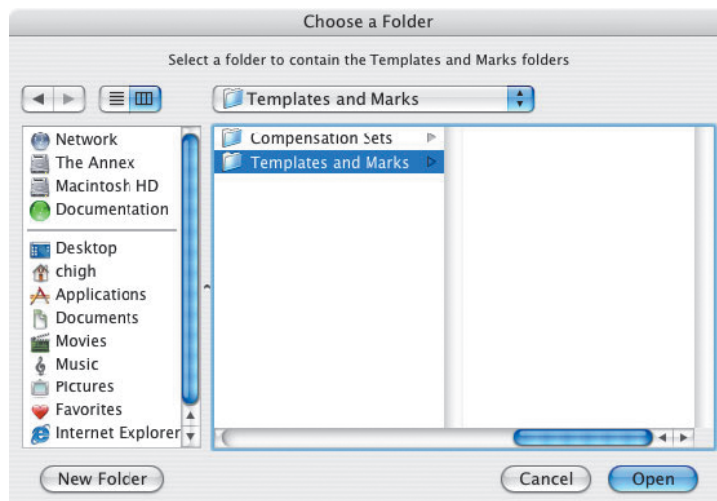 Choose a Folder
Select a folder to contain the Templates and Marks folders
Templates and Marks
Network
The Annex
Macintosh HD
Documentation
Desktop
chigh
Applications
Documents
Movies
Music
Pictures
Favorites
Internet Explorer
Compensation Sets
Templates and Marks
New Folder
Cancel
Open